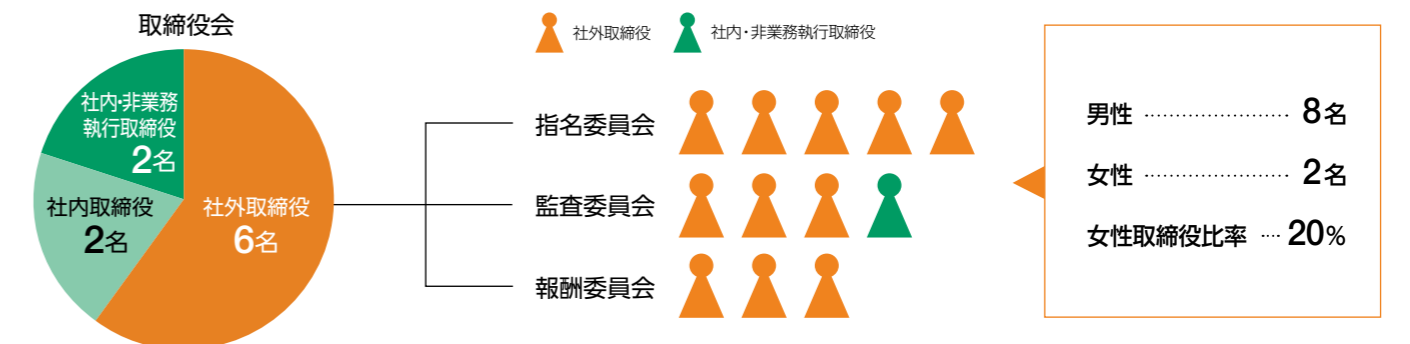 取締役会
社内・非業務
執行取締役
2名
社内取締役
2名
社外取締役
6名
社外取締役
社内・非業務執行取締役
指名委員会
監査委員会
報酬委員会
男性 ………………… 8名
女性 ………………… 2名
女性取締役比率 … 20%